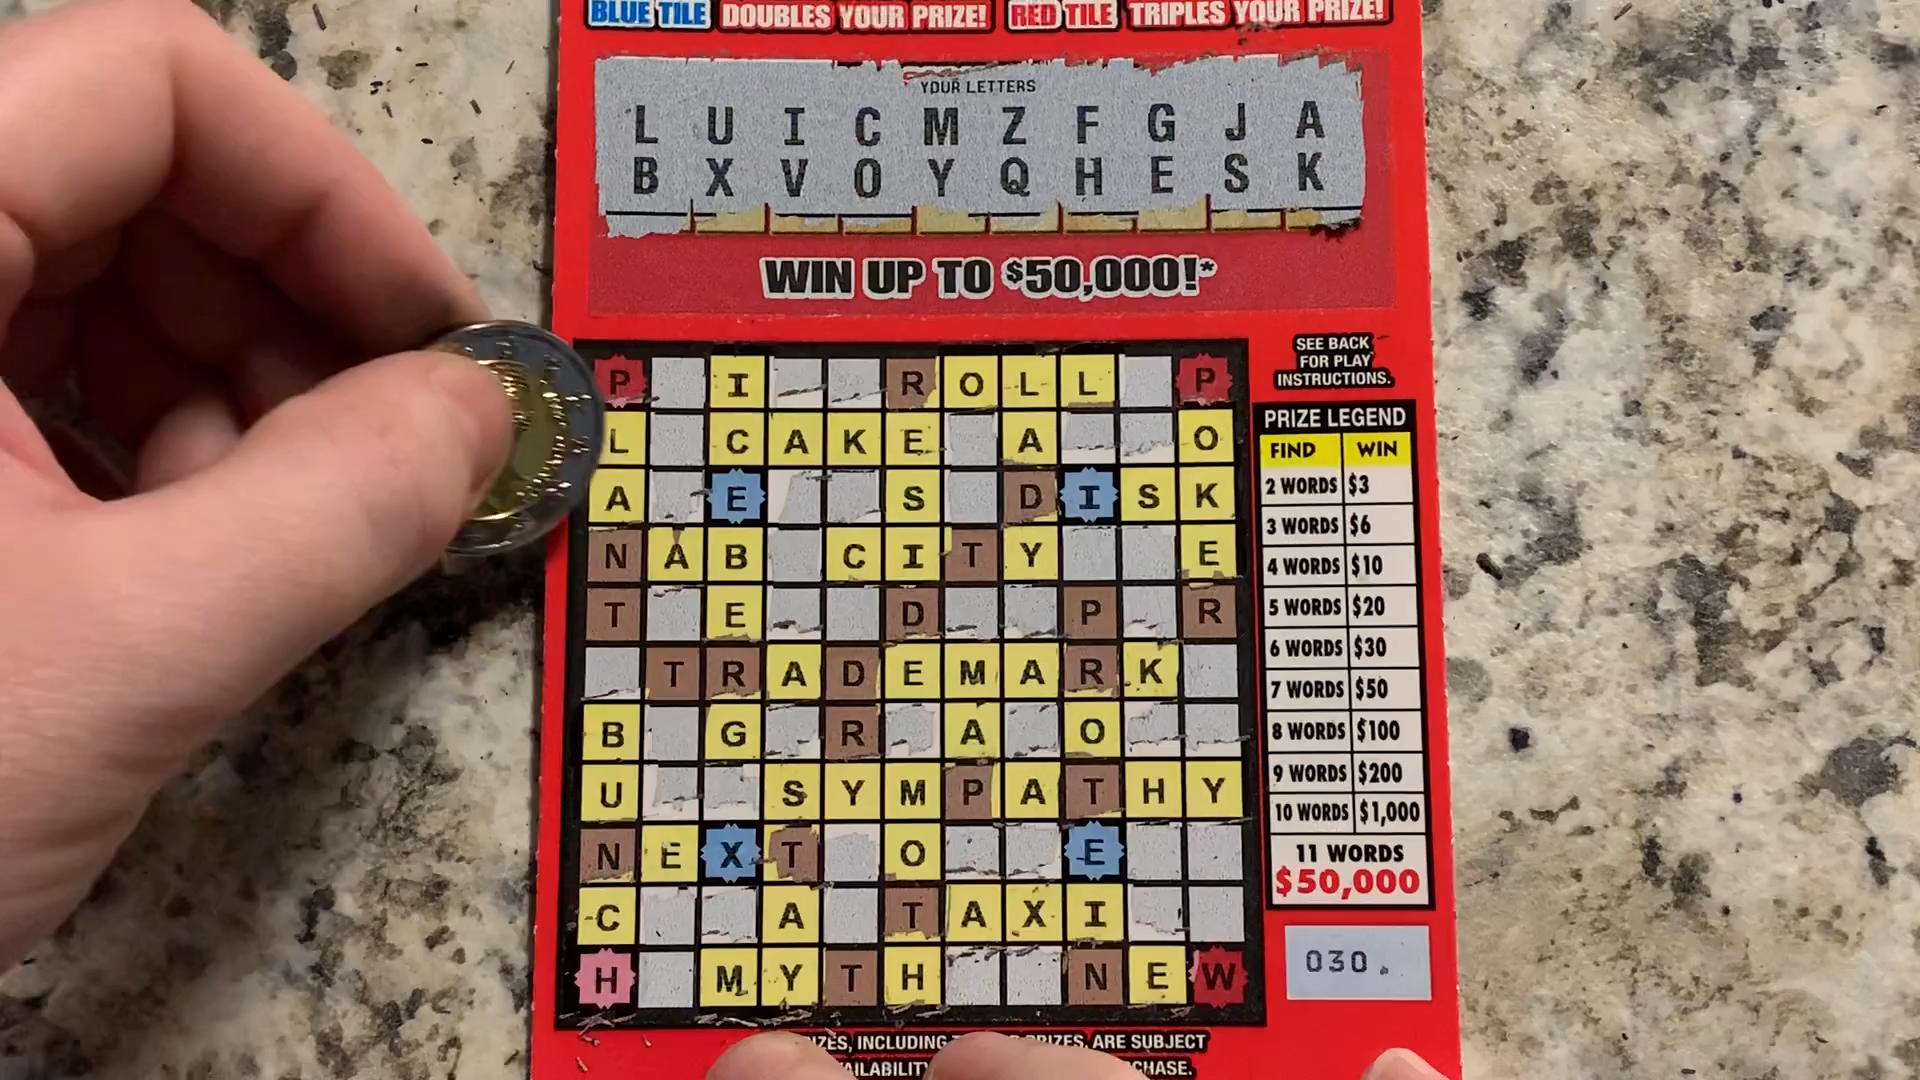 BLUE TILE DOUBLES YOUR PRIZE! RED TILE TRIPLES YOUR PRIZE!
YOUR LETTERS
L U I C M Z F G J A
B X V O Y Q H E S K
WIN UP TO $50,000!*
SEE BACK
FOR PLAY
INSTRUCTIONS.
P I R O L L P
L C A K E A O
A E S D I S K
N A B C I T Y E
T E D P R
T R A D E M A R K
B G R A O
U S Y M P A T H Y
N E X T O E
C A T A X I
H M Y T H N E W
PRIZE LEGEND
FIND WIN
2 WORDS $3
3 WORDS $6
4 WORDS $10
5 WORDS $20
6 WORDS $30
7 WORDS $50
8 WORDS $100
9 WORDS $200
10 WORDS $1,000
11 WORDS
$50,000
030
INCLUDING ARE SUBJECT